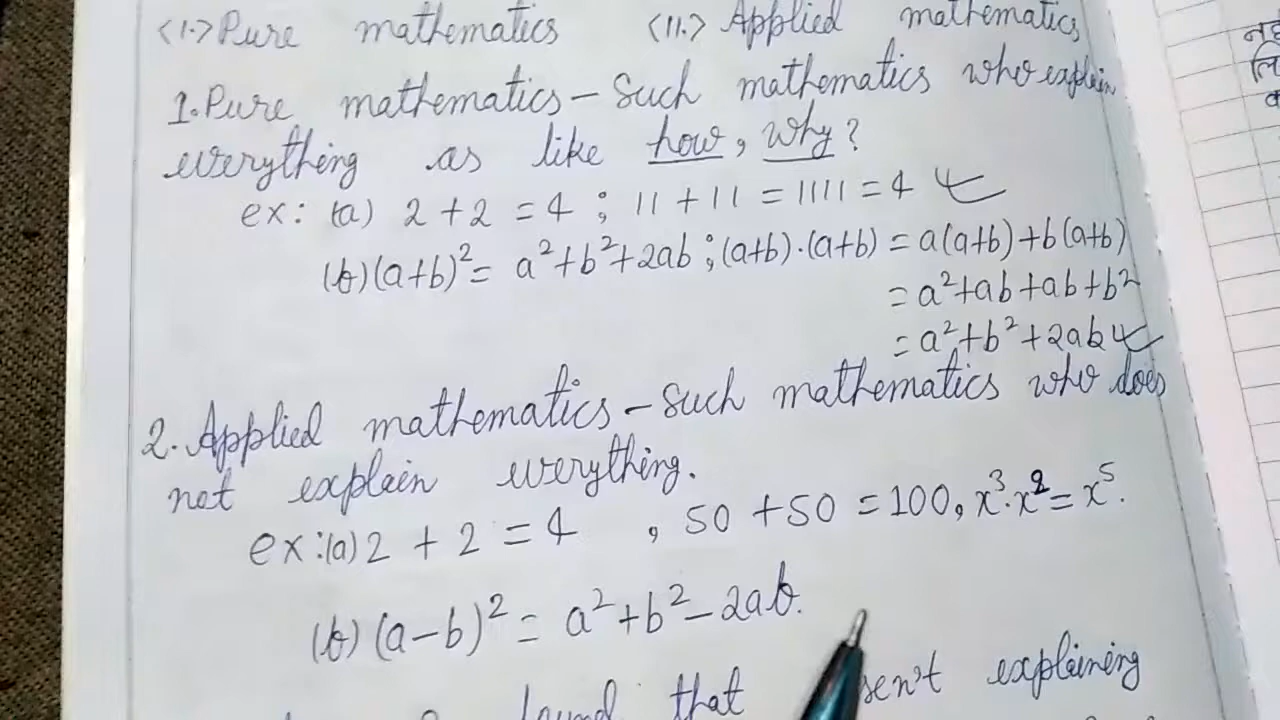 <I.> Pure mathematics <II.> Applied mathematics
1. Pure mathematics - Such mathematics who explain
everything as like how, why?
ex: (a) 2 + 2 = 4 ; 11 + 11 = 1111 = 4
(b) (a+b)² = a² + b² + 2ab ; (a+b)·(a+b) = a(a+b) + b(a+b)
= a² + ab + ab + b²
= a² + b² + 2ab
2. Applied mathematics - Such mathematics who does
not explain everything.
ex: (a) 2 + 2 = 4 , 50 + 50 = 100, x³·x² = x⁵.
(b) (a-b)² = a² + b² - 2ab.
found that explaining